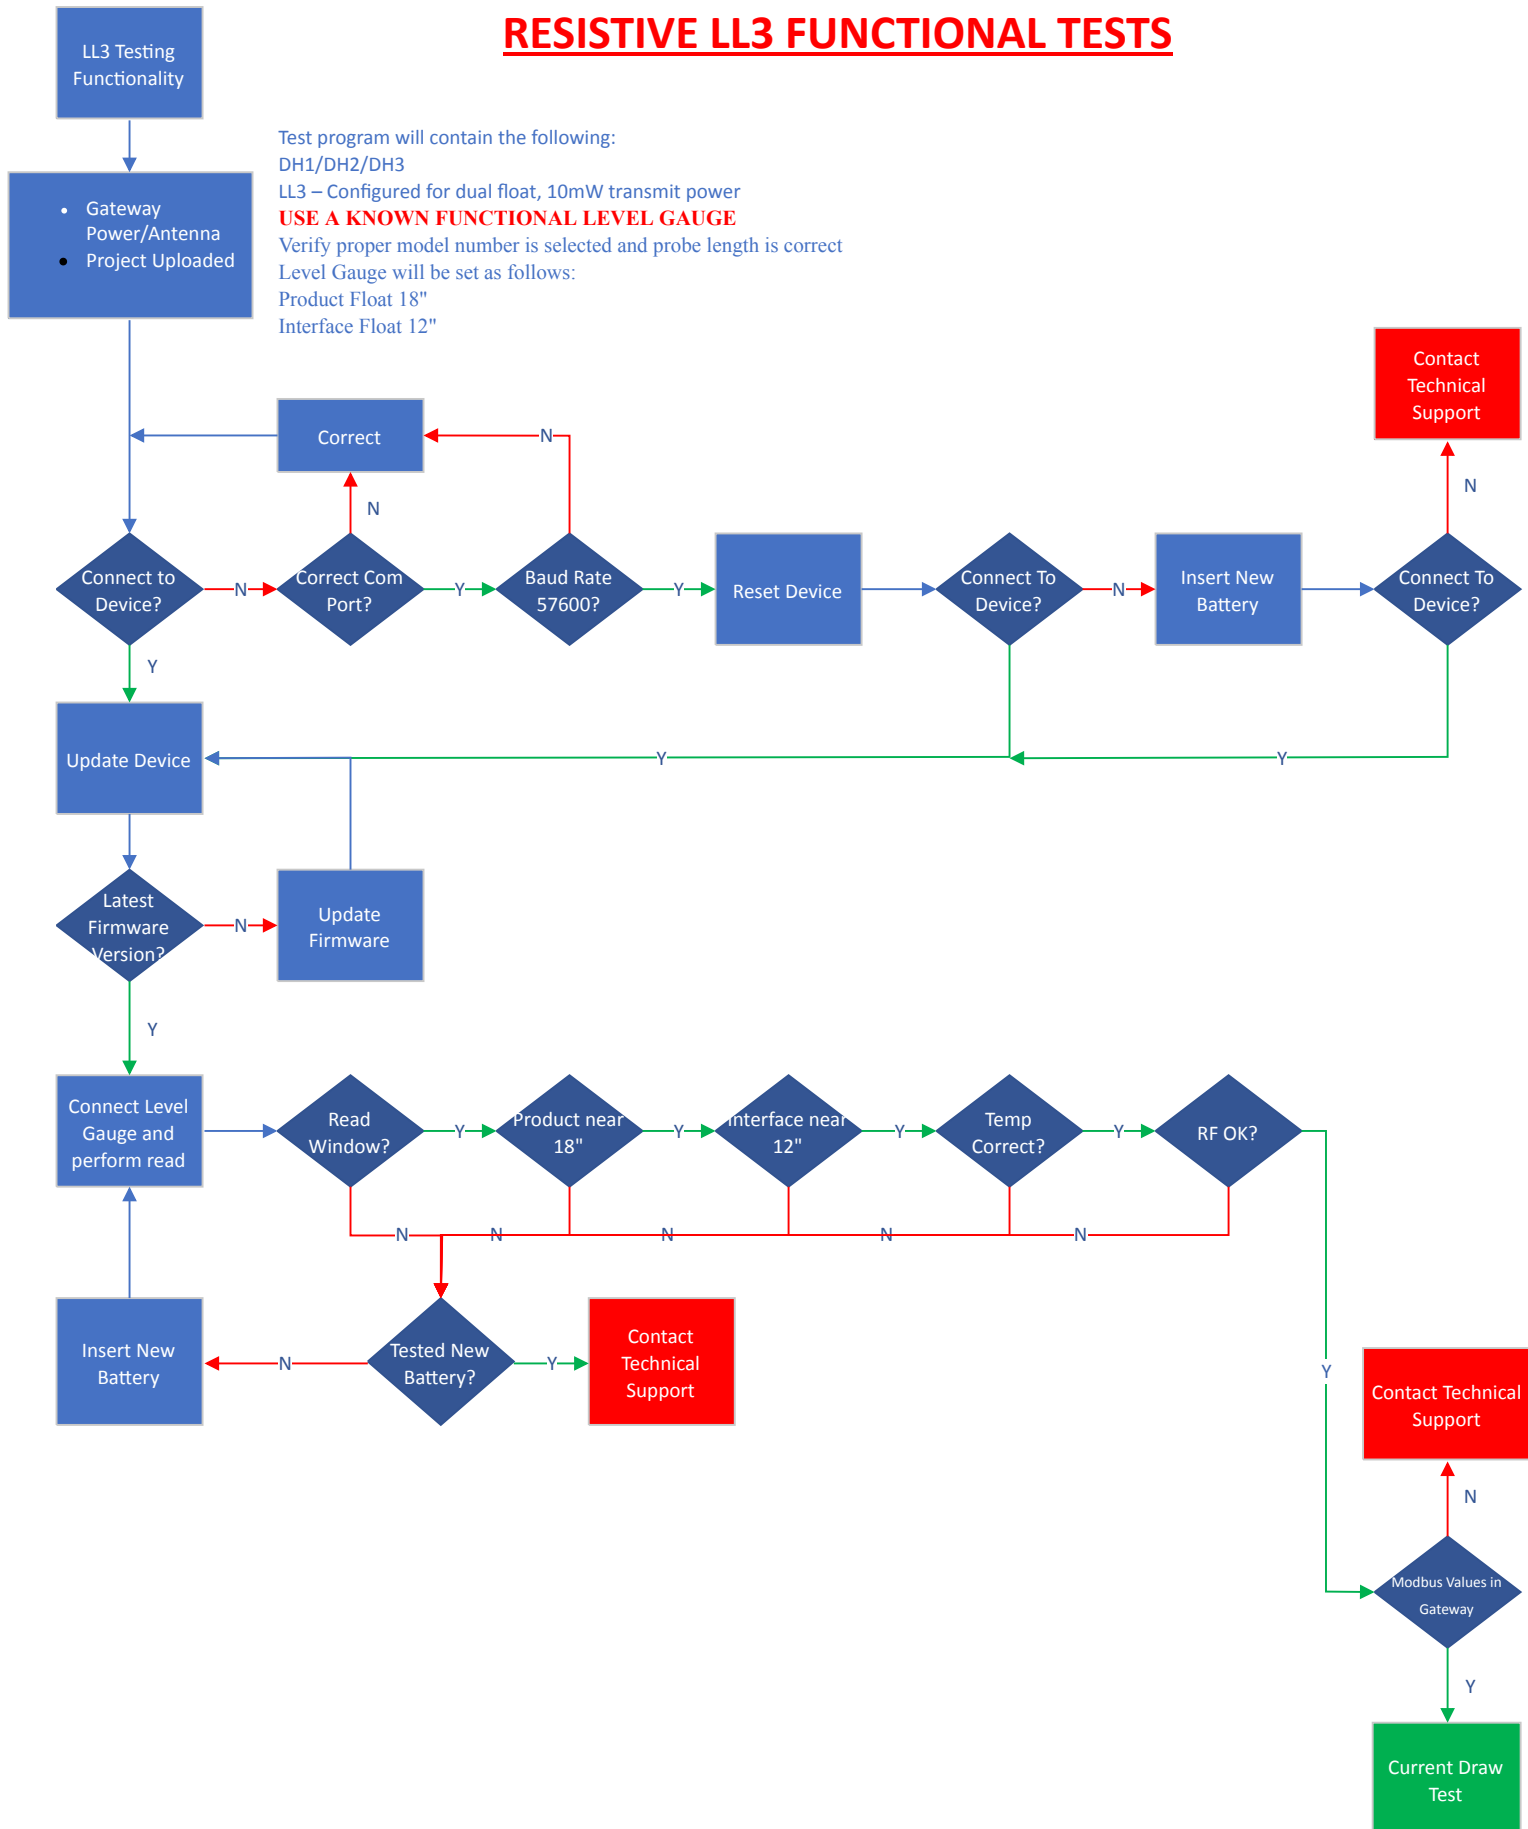 RESISTIVE LL3 FUNCTIONAL TESTS
LL3 Testing
Functionality
Test program will contain the following:
DH1/DH2/DH3
LL3 – Configured for dual float, 10mW transmit power
USE A KNOWN FUNCTIONAL LEVEL GAUGE
Verify proper model number is selected and probe length is correct
Level Gauge will be set as follows:
Product Float 18"
Interface Float 12"
• Gateway
Power/Antenna
• Project Uploaded
Contact
Technical
Support
Correct
N
N
N
Connect to
Device?
N
Correct Com
Port?
Y
Baud Rate
57600?
Y
Reset Device
Connect To
Device?
N
Insert New
Battery
Connect To
Device?
Y
Update Device
Y
Y
Latest
Firmware
Version?
N
Update
Firmware
Y
Connect Level
Gauge and
perform read
Read
Window?
Y
Product near
18"
Y
Interface near
12"
Y
Temp
Correct?
Y
RF OK?
N
N
N
N
N
Insert New
Battery
N
Tested New
Battery?
Y
Contact
Technical
Support
Y
Contact Technical
Support
N
Modbus Values in
Gateway
Y
Current Draw
Test